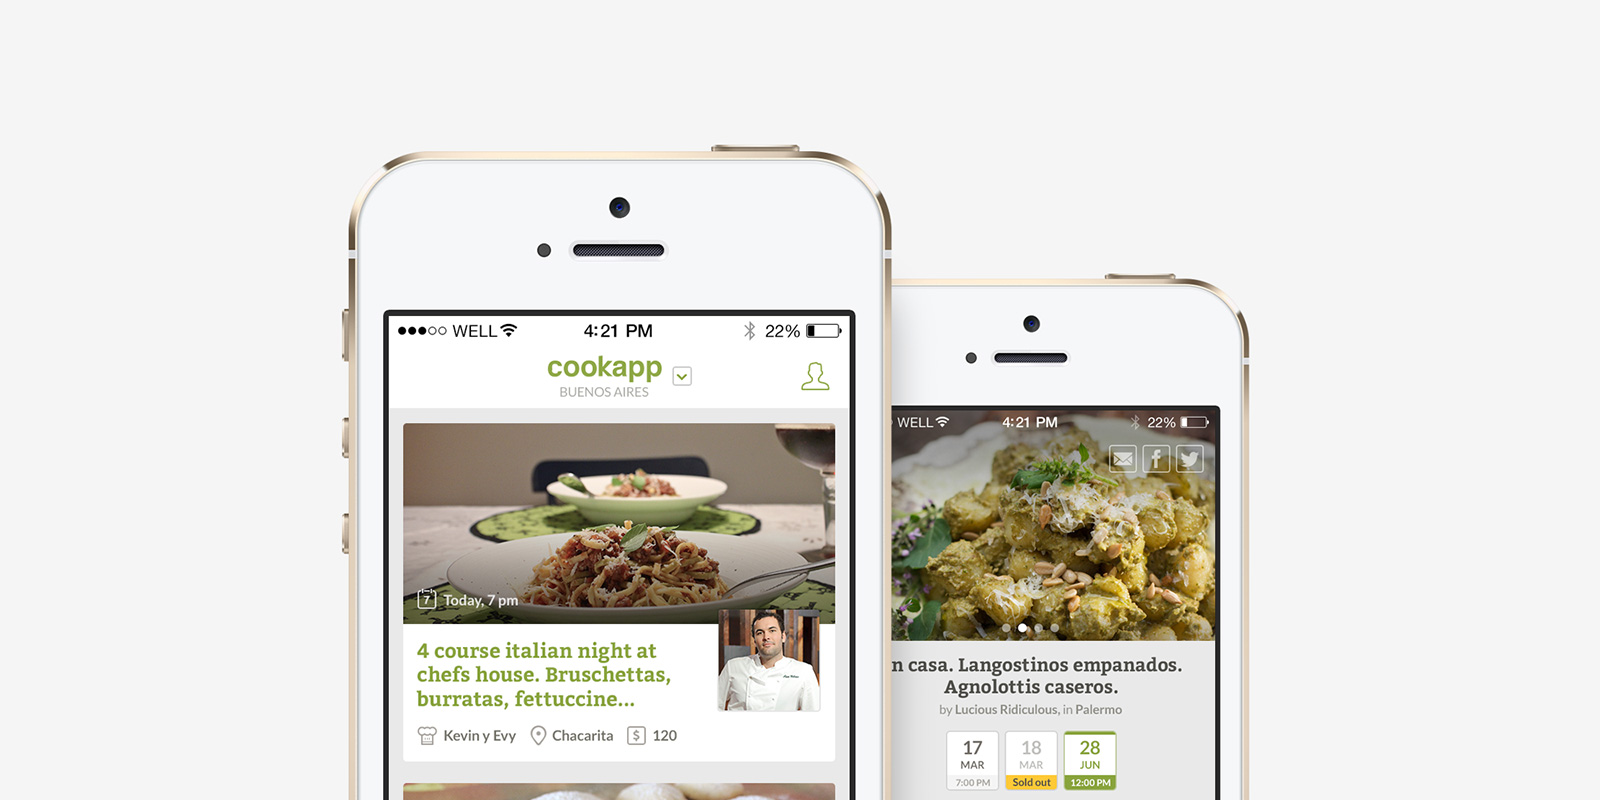 WELL 4:21 PM 22%
cookapp
BUENOS AIRES
7 Today, 7 pm
4 course italian night at
chefs house. Bruschettas,
burratas, fettuccine...
Kevin y Evy Chacarita $ 120
WELL 4:21 PM 22%
n casa. Langostinos empanados.
Agnolottis caseros.
by Lucious Ridiculous, in Palermo
17 18 28
MAR MAR JUN
7:00 PM Sold out 12:00 PM